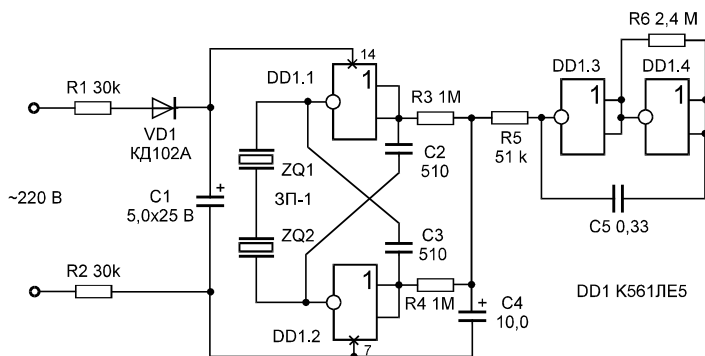 R6 2,4 M
14
DD1.1
1
DD1.3
DD1.4
R1 30k
R3 1M
1
1
VD1
КД102А
ZQ1
C2
510
R5
51 k
C1
+
5,0x25 В
ЗП-1
~220 В
C5 0,33
ZQ2
C3
510
R2 30k
1
R4 1M
+
C4
10,0
DD1 К561ЛЕ5
DD1.2
7